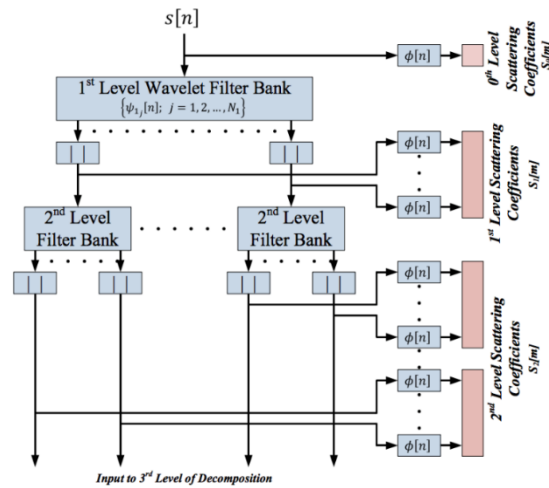 s[n]
ϕ[n]
0th Level
Scattering
Coefficients
S₀[m]
1st Level Wavelet Filter Bank
{ψ₁ⱼ[n]; j = 1, 2, ..., N₁}
| |
| |
ϕ[n]
ϕ[n]
1st Level Scattering
Coefficients
S₁[m]
2nd Level
Filter Bank
2nd Level
Filter Bank
| |
| |
| |
| |
ϕ[n]
ϕ[n]
ϕ[n]
ϕ[n]
2nd Level Scattering
Coefficients
S₂[m]
Input to 3rd Level of Decomposition